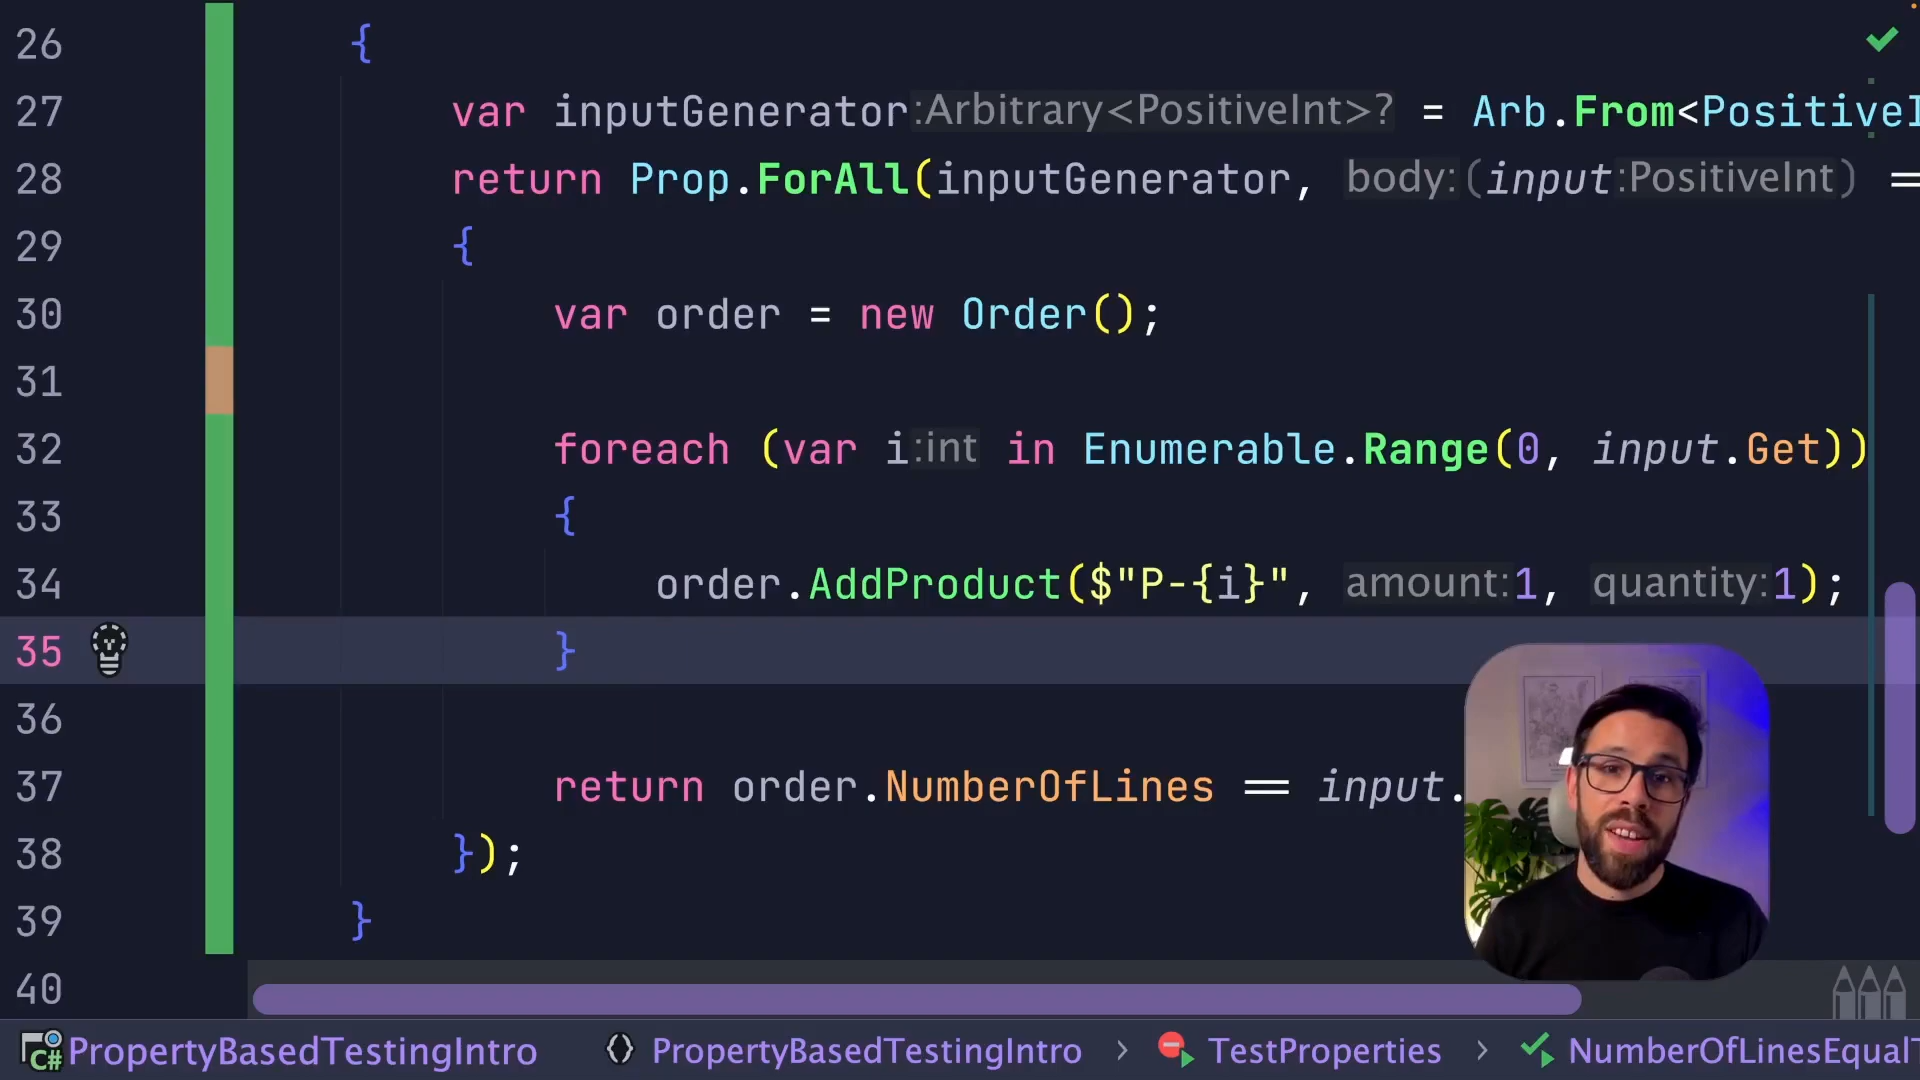 26 {
27 var inputGenerator:Arbitrary<PositiveInt>? = Arb.From<PositiveI
28 return Prop.ForAll(inputGenerator, body:(input:PositiveInt) =
29 {
30 var order = new Order();
31
32 foreach (var i:int in Enumerable.Range(0, input.Get))
33 {
34 order.AddProduct($"P-{i}", amount:1, quantity:1);
35 }
36
37 return order.NumberOfLines == input.
38 });
39 }
40
C# PropertyBasedTestingIntro PropertyBasedTestingIntro > TestProperties > NumberOfLinesEqualT